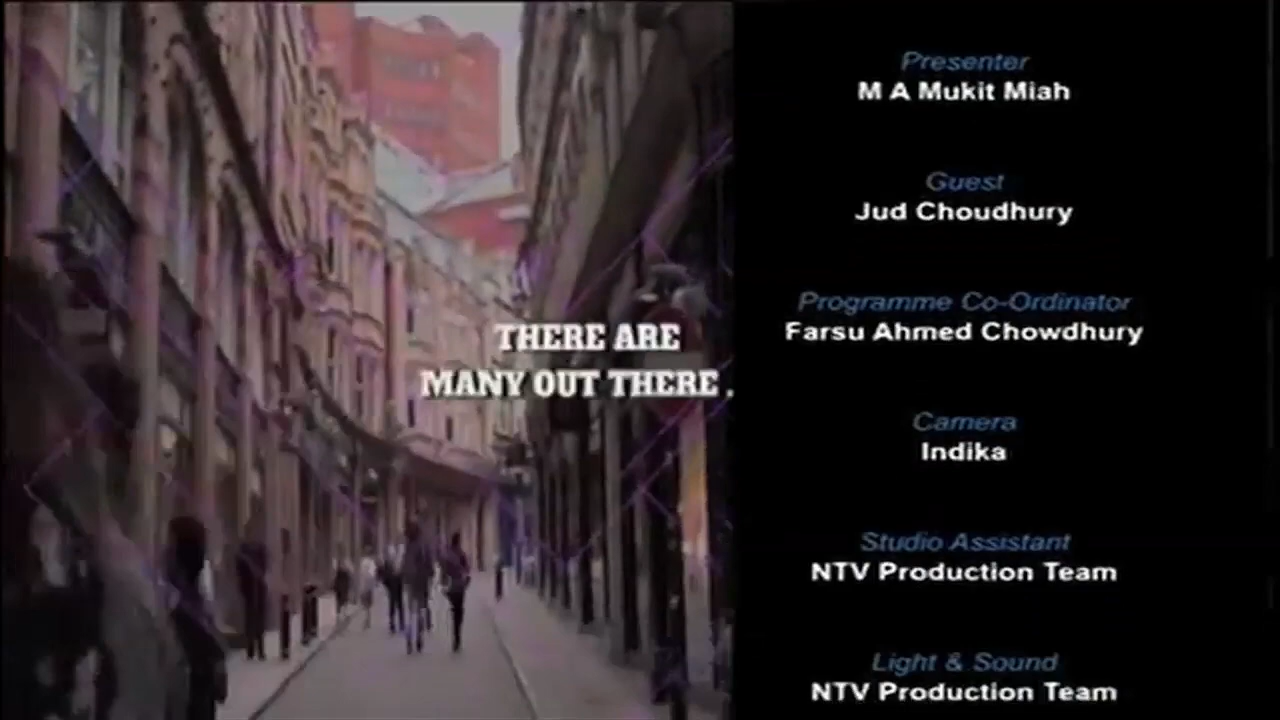 THERE ARE
MANY OUT THERE .
Presenter
M A Mukit Miah
Guest
Jud Choudhury
Programme Co-Ordinator
Farsu Ahmed Chowdhury
Camera
Indika
Studio Assistant
NTV Production Team
Light & Sound
NTV Production Team